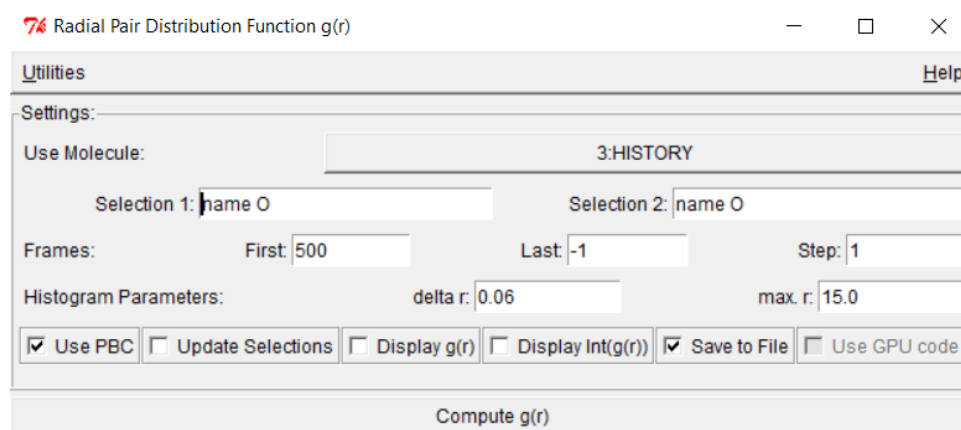 Radial Pair Distribution Function g(r)
Utilities Help
Settings:
Use Molecule: 3:HISTORY
Selection 1: name O Selection 2: name O
Frames: First: 500 Last: -1 Step: 1
Histogram Parameters: delta r: 0.06 max. r: 15.0
Use PBC Update Selections Display g(r) Display Int(g(r)) Save to File Use GPU code
Compute g(r)